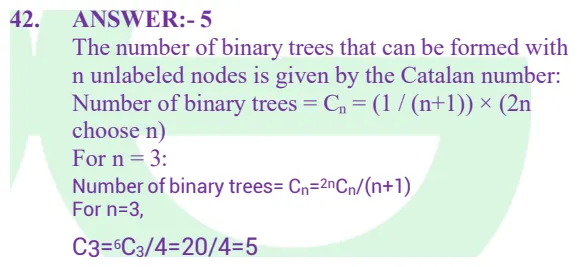 42. ANSWER:- 5
The number of binary trees that can be formed with
n unlabeled nodes is given by the Catalan number:
Number of binary trees = Cₙ = (1 / (n+1)) × (2n
choose n)
For n = 3:
Number of binary trees= Cₙ=²ⁿCₙ/(n+1)
For n=3,
C3=⁶C₃/4=20/4=5